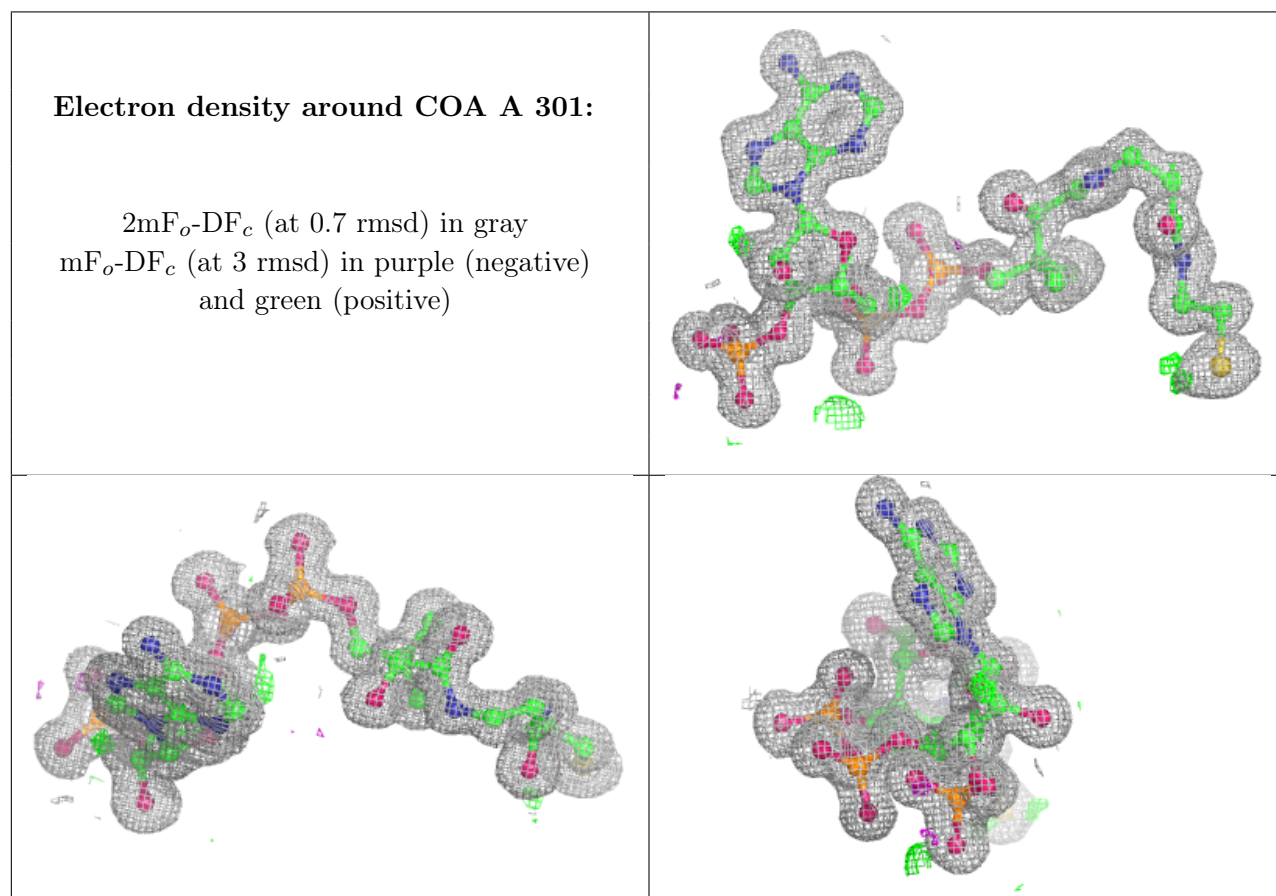 Electron density around COA A 301:
2mFₒ-DF𝑐 (at 0.7 rmsd) in gray
mFₒ-DF𝑐 (at 3 rmsd) in purple (negative)
and green (positive)